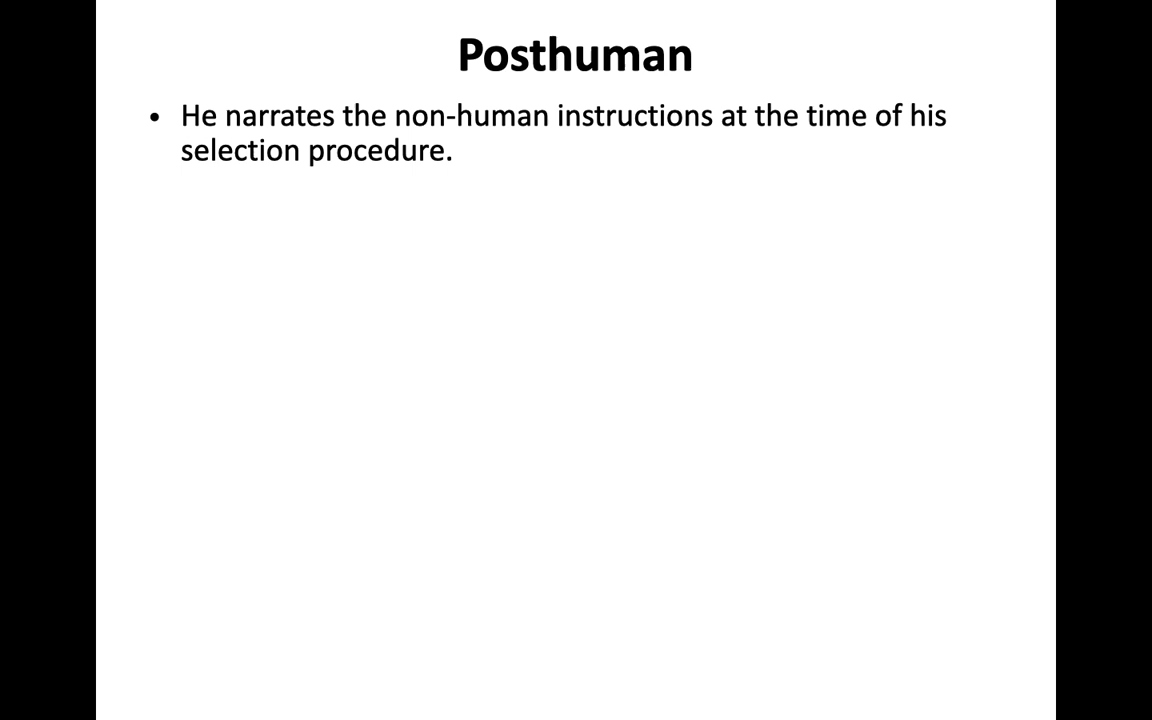 Posthuman
• He narrates the non-human instructions at the time of his
selection procedure.